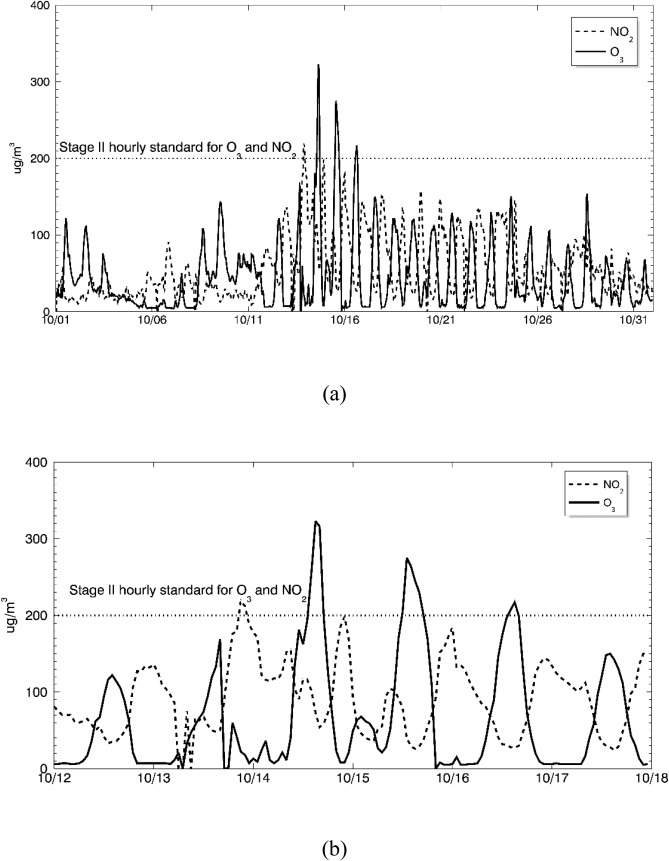 400
NO2
O3
300
Stage II hourly standard for O3 and NO2
200
ug/m3
100
0
10/01 10/06 10/11 10/16 10/21 10/26 10/31
(a)
400
NO2
O3
300
Stage II hourly standard for O3 and NO2
200
ug/m3
100
0
10/12 10/13 10/14 10/15 10/16 10/17 10/18
(b)